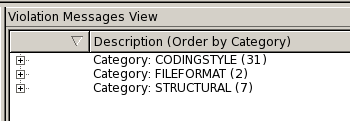 Violation Messages View
Description (Order by Category)
Category: CODINGSTYLE (31)
Category: FILEFORMAT (2)
Category: STRUCTURAL (7)